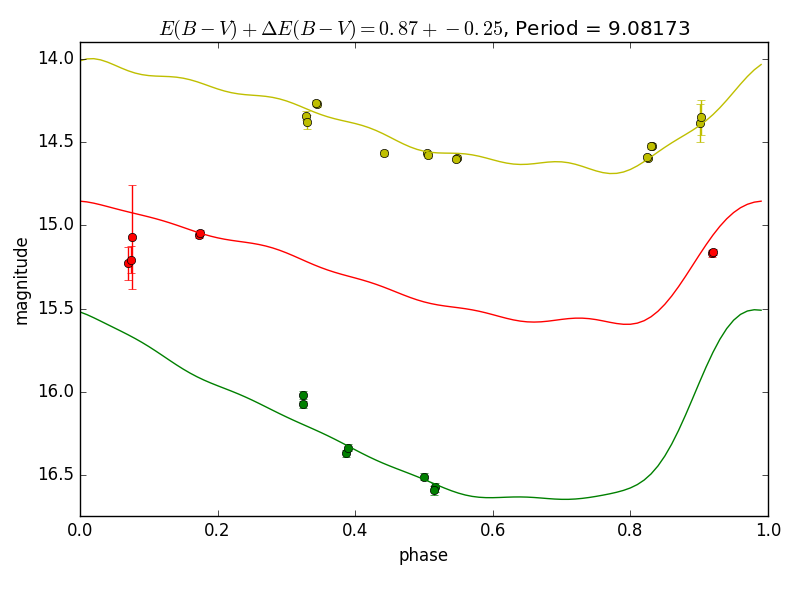 E(B − V) + ΔE(B − V) = 0.87 + −0.25, Period = 9.08173
14.0
14.5
15.0
15.5
16.0
16.5
magnitude
0.0 0.2 0.4 0.6 0.8 1.0
phase